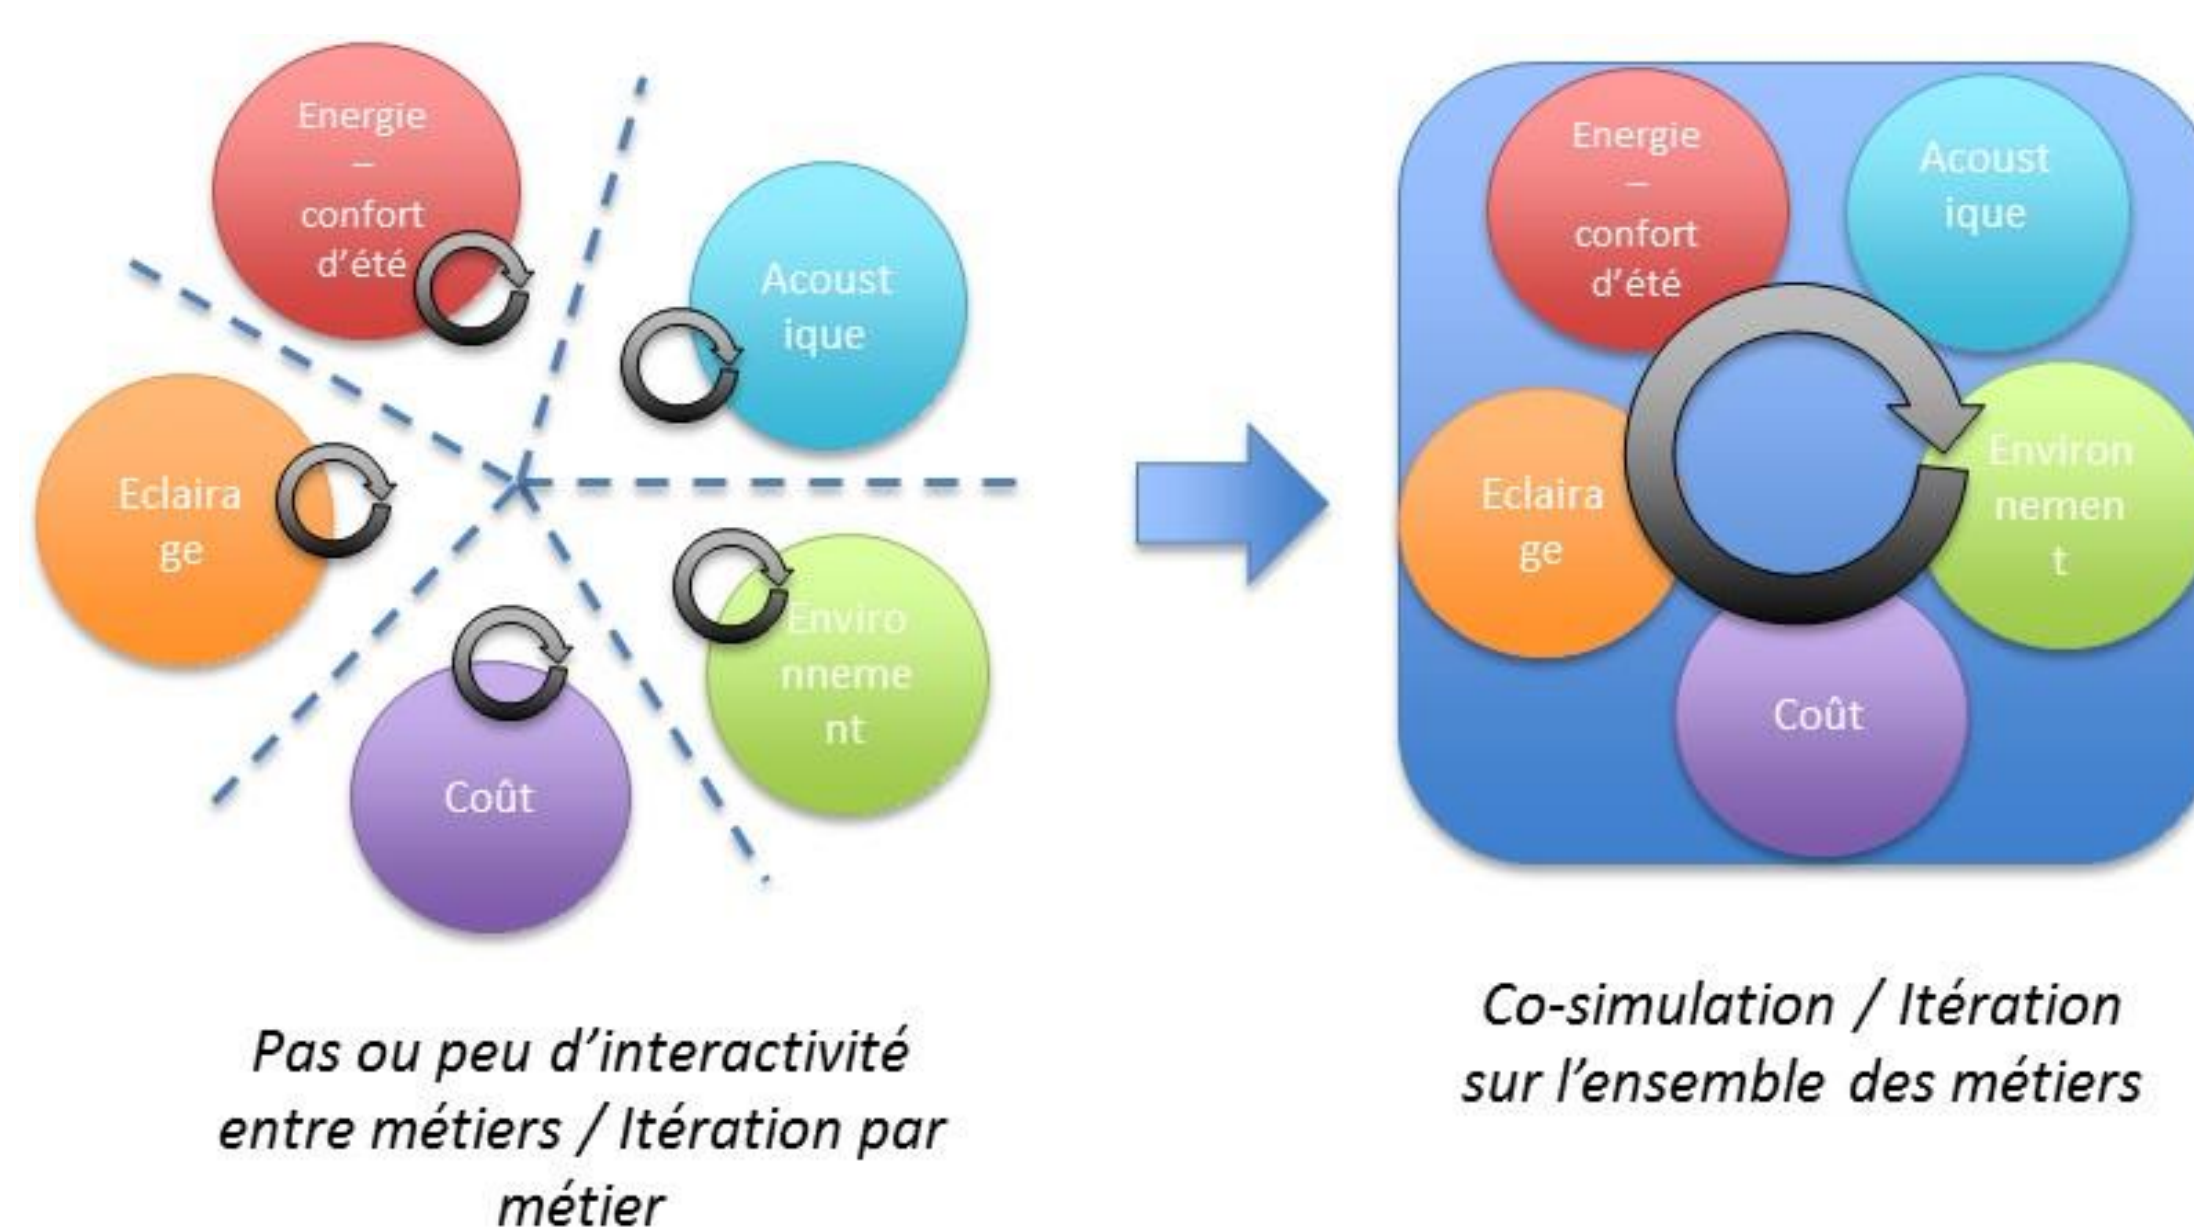 Energie
–
confort
d’été
Acoust
ique
Eclaira
ge
Enviro
nneme
nt
Coût
Pas ou peu d’interactivité
entre métiers / Itération par
métier
Energie
–
confort
d’été
Acoust
ique
Eclaira
ge
Environ
nemen
t
Coût
Co-simulation / Itération
sur l’ensemble des métiers